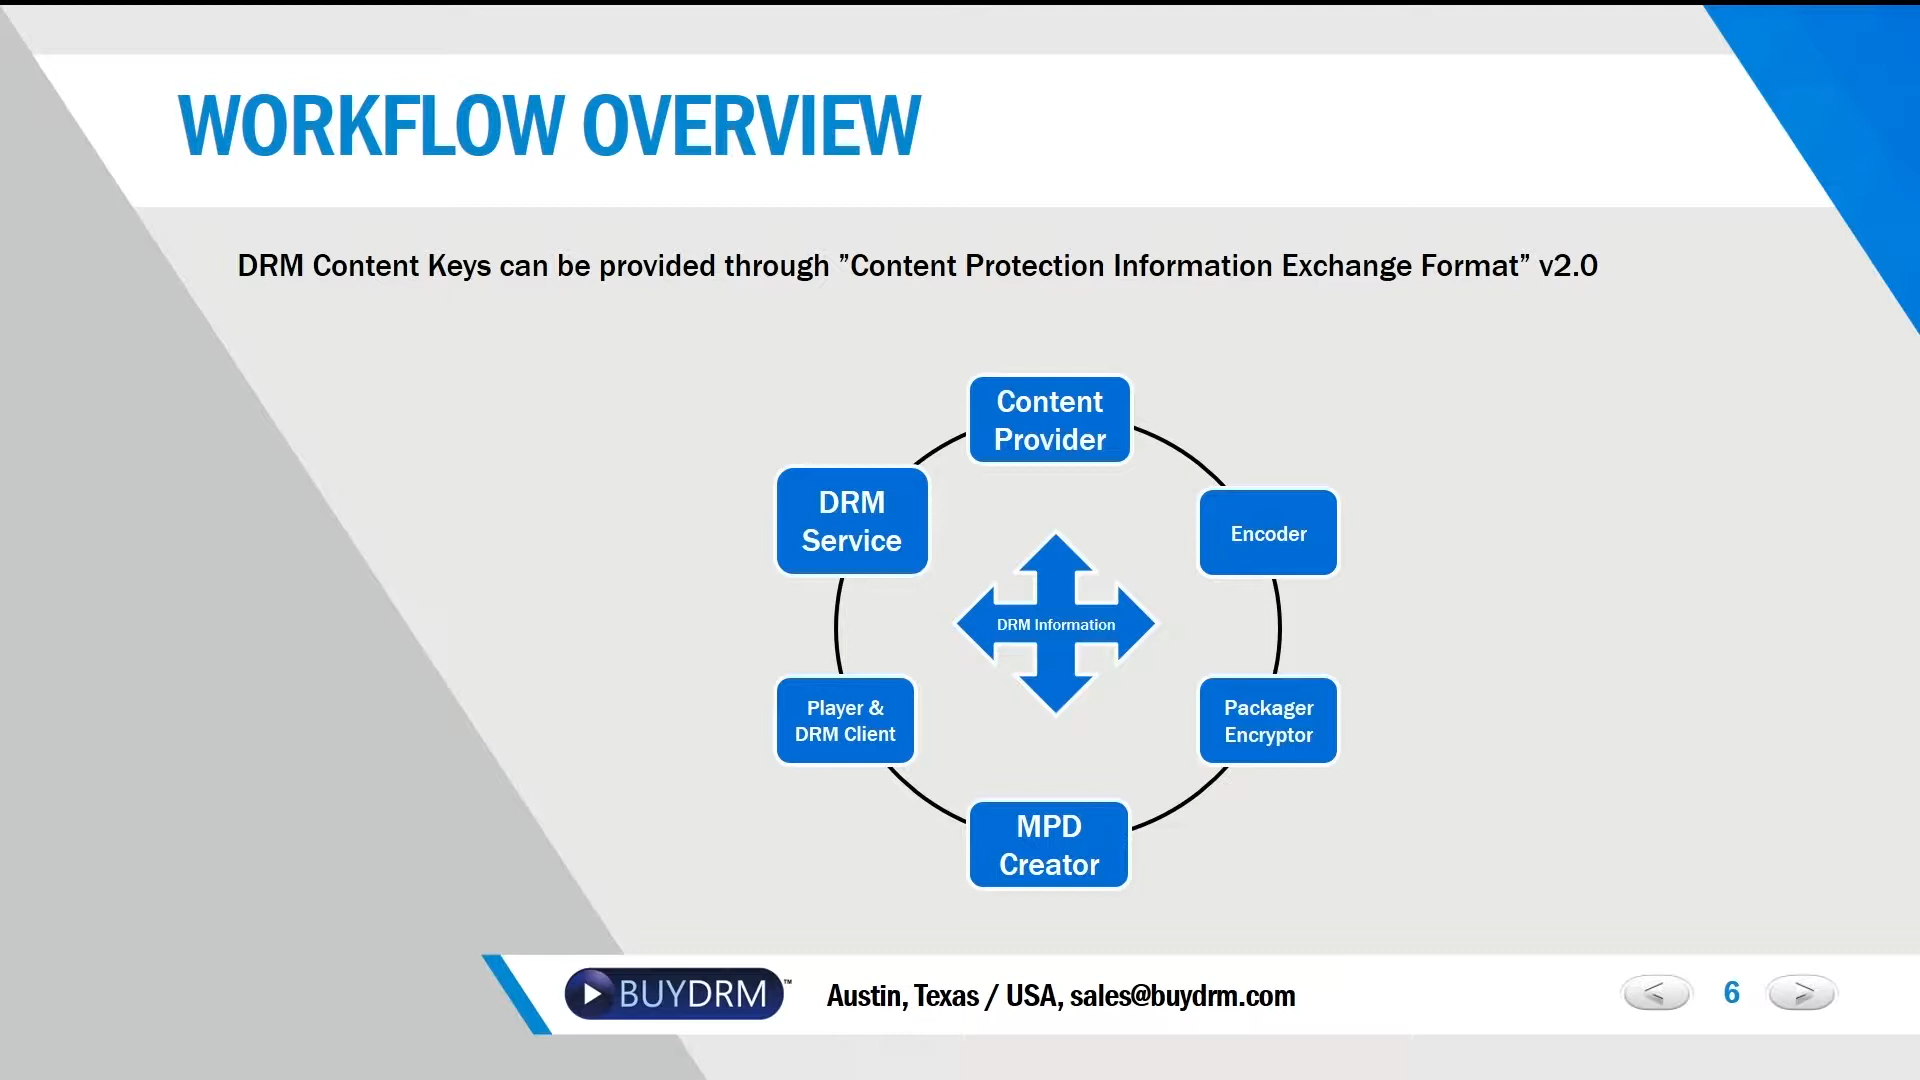 WORKFLOW OVERVIEW
DRM Content Keys can be provided through ”Content Protection Information Exchange Format” v2.0
Content
Provider
DRM
Service
Encoder
DRM Information
Player &
DRM Client
Packager
Encryptor
MPD
Creator
BUYDRM™
Austin, Texas / USA, sales@buydrm.com
< 6 >